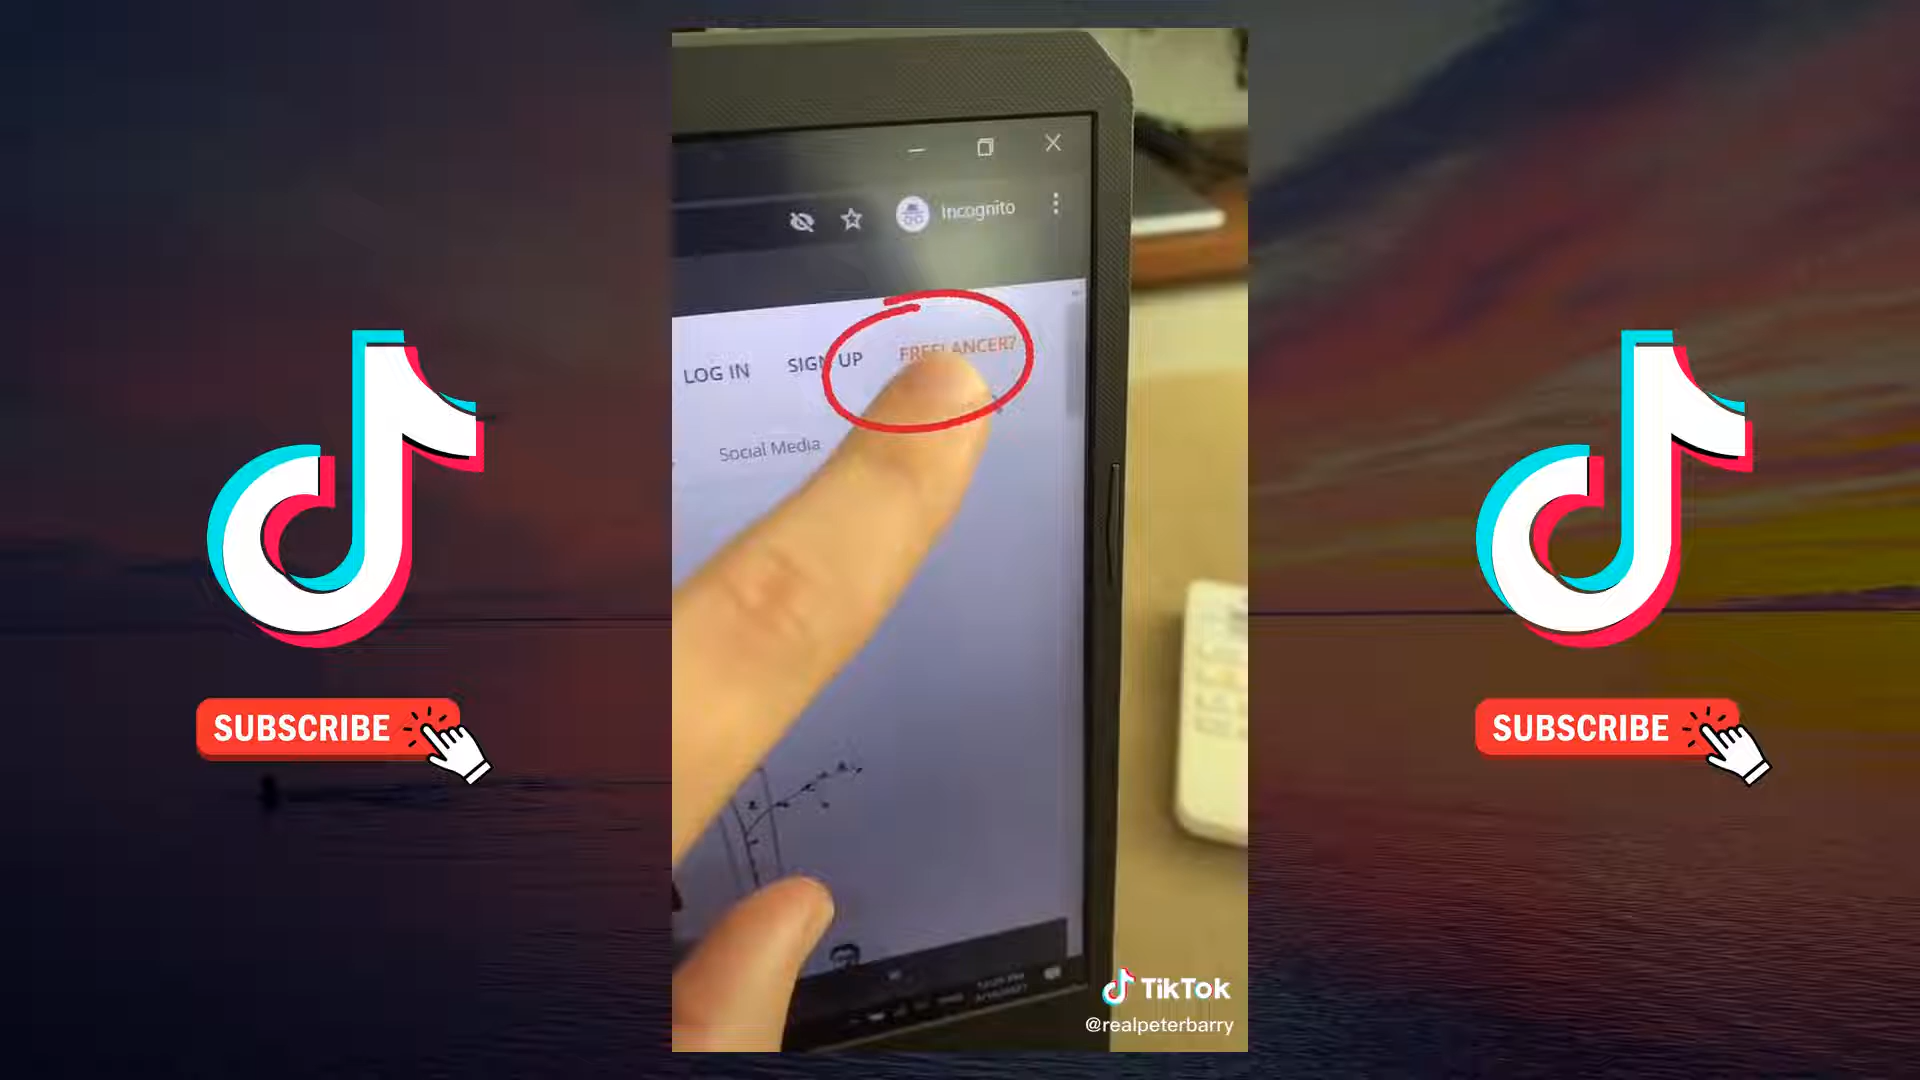 Incognito
LOG IN
SIGN UP
FREELANCER?
Social Media
SUBSCRIBE
SUBSCRIBE
TikTok
@realpeterbarry